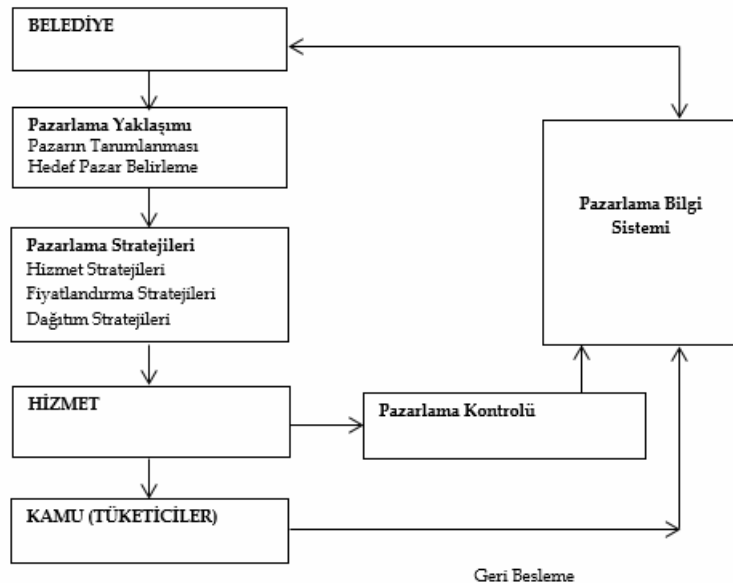 BELEDİYE
Pazarlama Yaklaşımı
Pazarın Tanımlanması
Hedef Pazar Belirleme
Pazarlama Bilgi
Sistemi
Pazarlama Stratejileri
Hizmet Stratejileri
Fiyatlandırma Stratejileri
Dağıtım Stratejileri
HİZMET
Pazarlama Kontrolü
KAMU (TÜKETİCİLER)
Geri Besleme